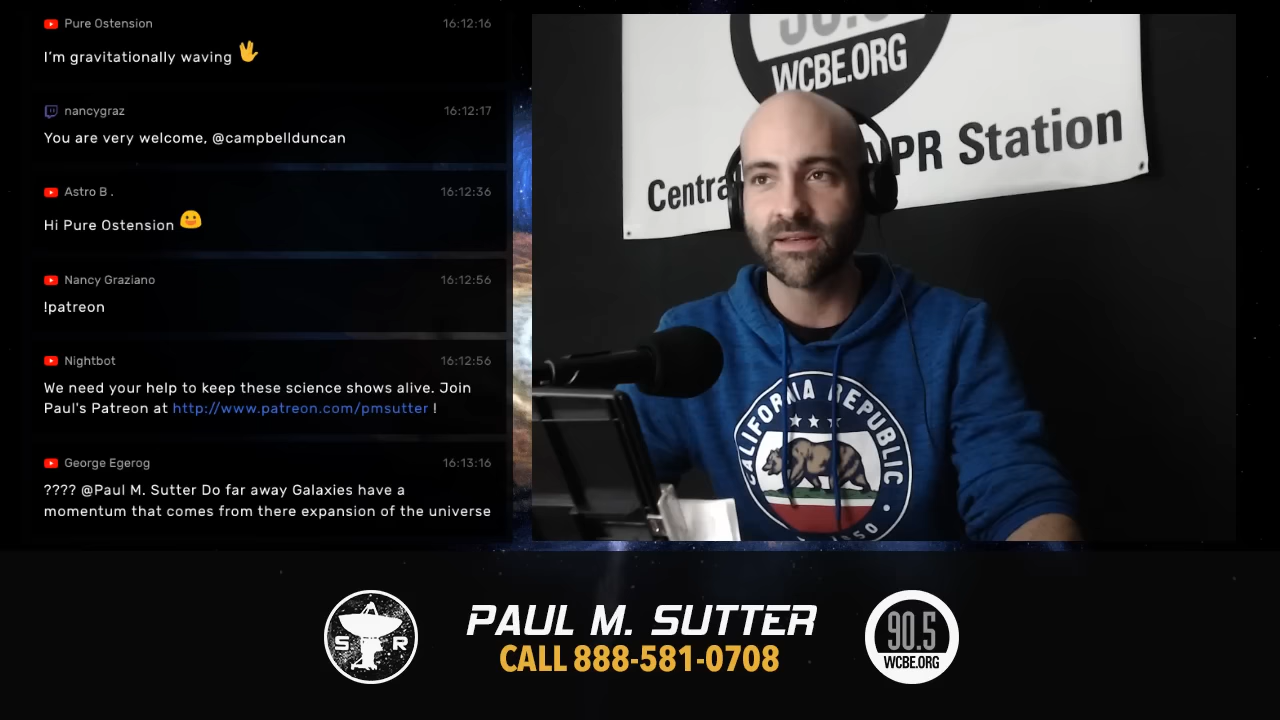 Pure Ostension 16:12:16
I'm gravitationally waving 🖖
nancygraz 16:12:17
You are very welcome, @campbellduncan
Astro B . 16:12:36
Hi Pure Ostension
Nancy Graziano 16:12:56
!patreon
Nightbot 16:12:56
We need your help to keep these science shows alive. Join
Paul's Patreon at http://www.patreon.com/pmsutter !
George Egerog 16:13:16
???? @Paul M. Sutter Do far away Galaxies have a
momentum that comes from there expansion of the universe
WCBE.ORG
Centra
NPR Station
CALIFORNIA REPUBLIC
S R
PAUL M. SUTTER
CALL 888-581-0708
90.5
WCBE.ORG